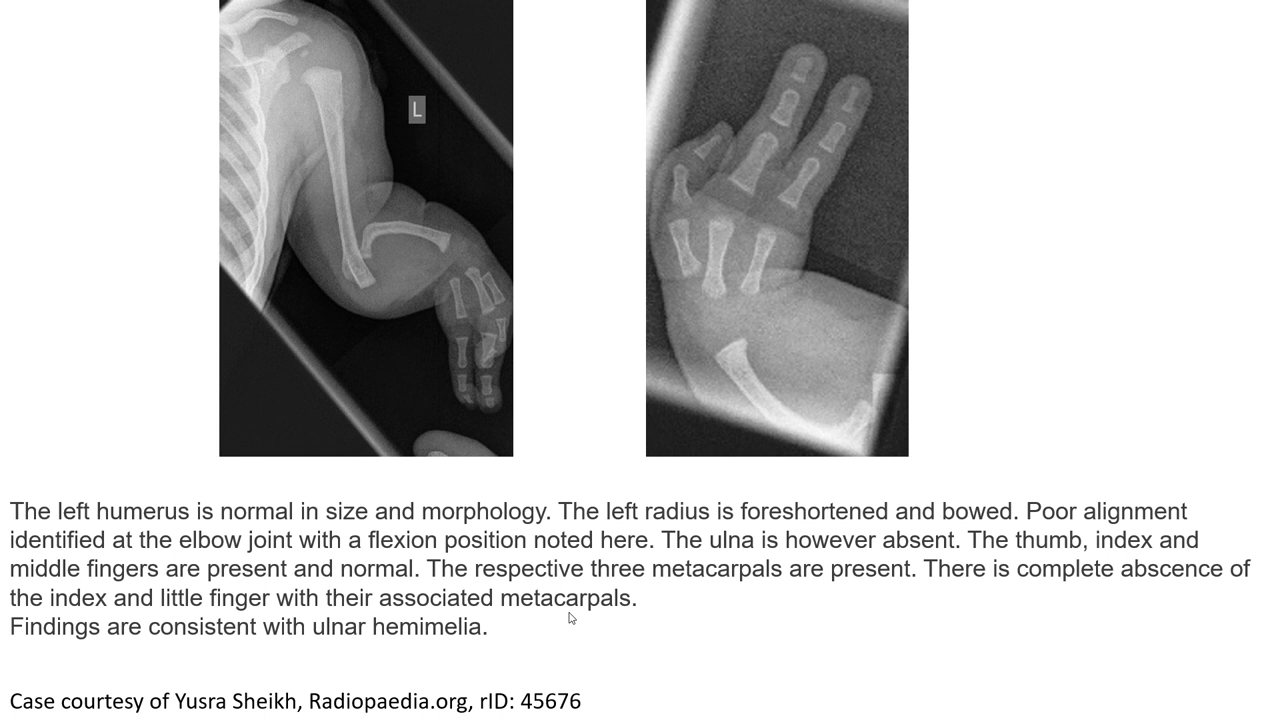 L
The left humerus is normal in size and morphology. The left radius is foreshortened and bowed. Poor alignment
identified at the elbow joint with a flexion position noted here. The ulna is however absent. The thumb, index and
middle fingers are present and normal. The respective three metacarpals are present. There is complete abscence of
the index and little finger with their associated metacarpals.
Findings are consistent with ulnar hemimelia.
Case courtesy of Yusra Sheikh, Radiopaedia.org, rID: 45676